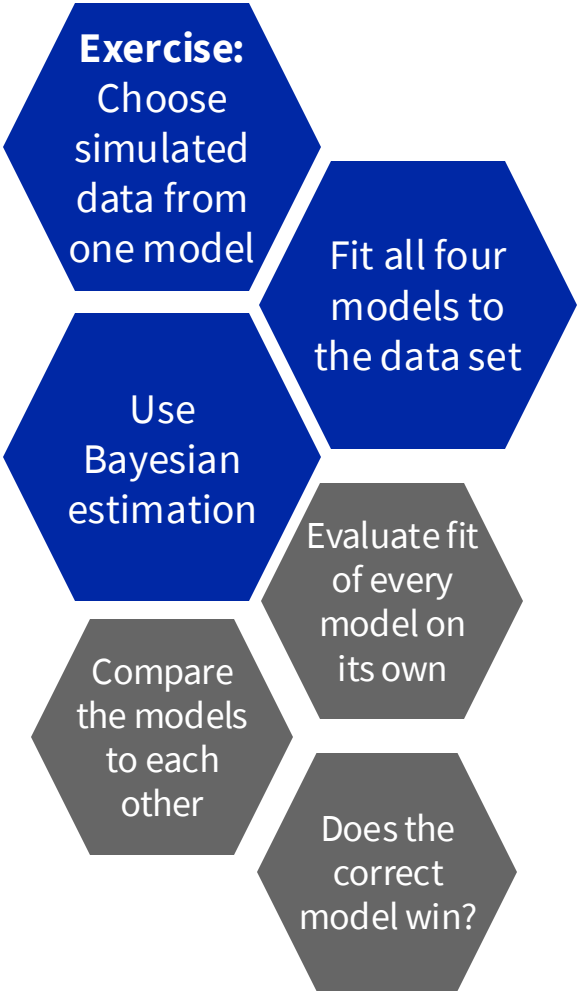 Exercise:
Choose
simulated
data from
one model
Fit all four
models to
the data set
Use
Bayesian
estimation
Evaluate fit
of every
model on
its own
Compare
the models
to each
other
Does the
correct
model win?